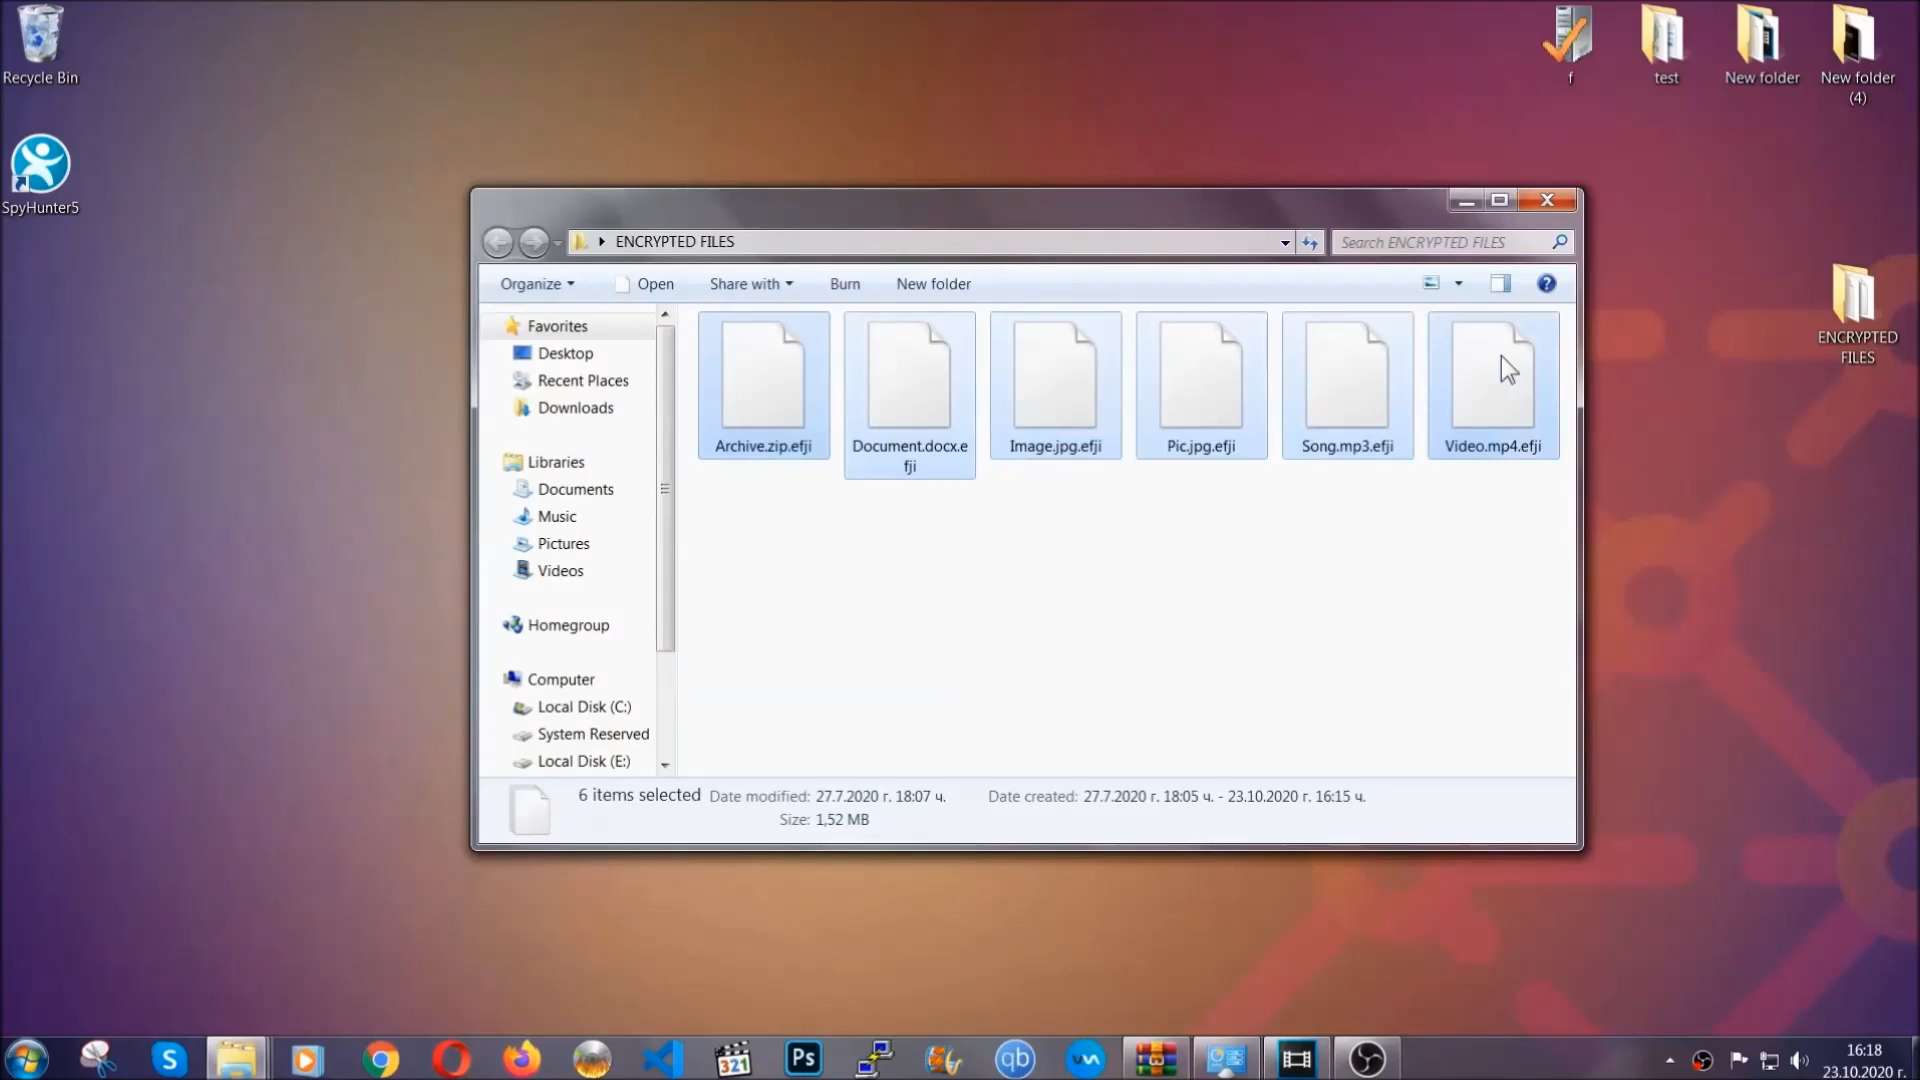 Recycle Bin
SpyHunter5
f
test
New folder
New folder
(4)
ENCRYPTED
FILES
ENCRYPTED FILES
Search ENCRYPTED FILES
Organize
Open
Share with
Burn
New folder
Favorites
Desktop
Recent Places
Downloads
Libraries
Documents
Music
Pictures
Videos
Homegroup
Computer
Local Disk (C:)
System Reserved
Local Disk (E:)
Archive.zip.efji
Document.docx.e
fji
Image.jpg.efji
Pic.jpg.efji
Song.mp3.efji
Video.mp4.efji
6 items selected
Date modified: 27.7.2020 г. 18:07 ч.
Date created: 27.7.2020 г. 18:05 ч. - 23.10.2020 г. 16:15 ч.
Size: 1,52 MB
S
321
Ps
qb
16:18
23.10.2020 г.